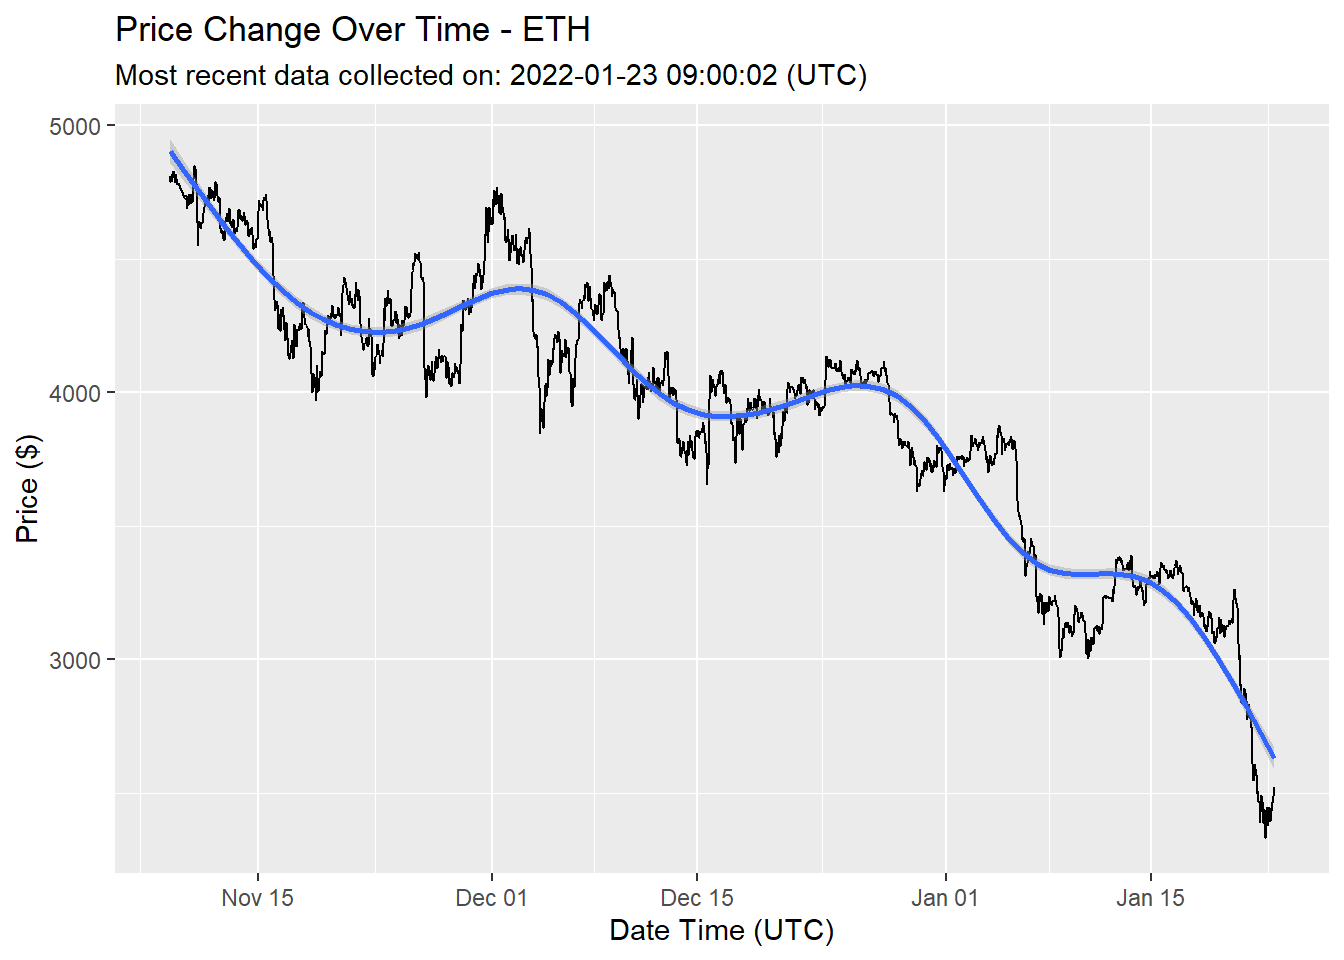 Price Change Over Time - ETH
Most recent data collected on: 2022-01-23 09:00:02 (UTC)
5000
4000
3000
Price ($)
Nov 15
Dec 01
Dec 15
Jan 01
Jan 15
Date Time (UTC)